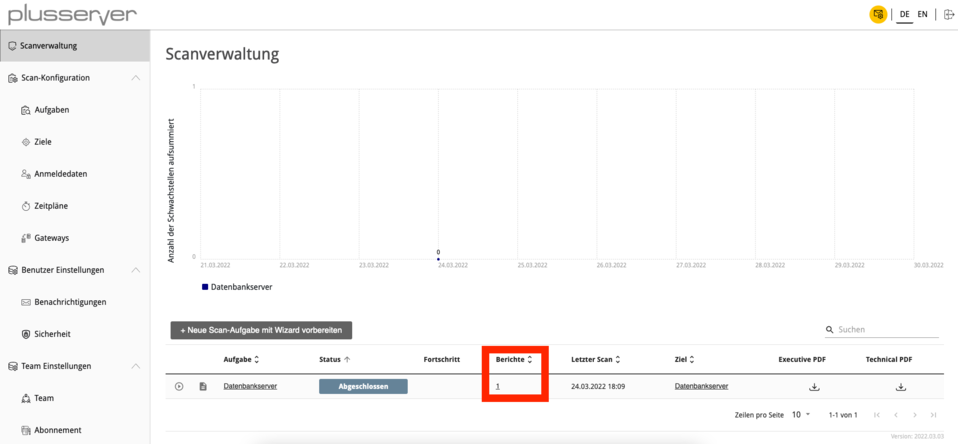 plusserver
DE EN
Scanverwaltung
Scan-Konfiguration
Aufgaben
Ziele
Anmeldedaten
Zeitpläne
Gateways
Benutzer Einstellungen
Benachrichtigungen
Sicherheit
Team Einstellungen
Team
Abonnement
Scanverwaltung
Anzahl der Schwachstellen aufsummiert
1
0
0
21.03.2022 22.03.2022 23.03.2022 24.03.2022 25.03.2022 26.03.2022 27.03.2022 28.03.2022 29.03.2022 30.03.2022
Datenbankserver
+ Neue Scan-Aufgabe mit Wizard vorbereiten
Suchen
Aufgabe Status Fortschritt Berichte Letzter Scan Ziel Executive PDF Technical PDF
Datenbankserver Abgeschlossen 1 24.03.2022 18:09 Datenbankserver
Zeilen pro Seite 10 1-1 von 1
Version: 2022.03.03